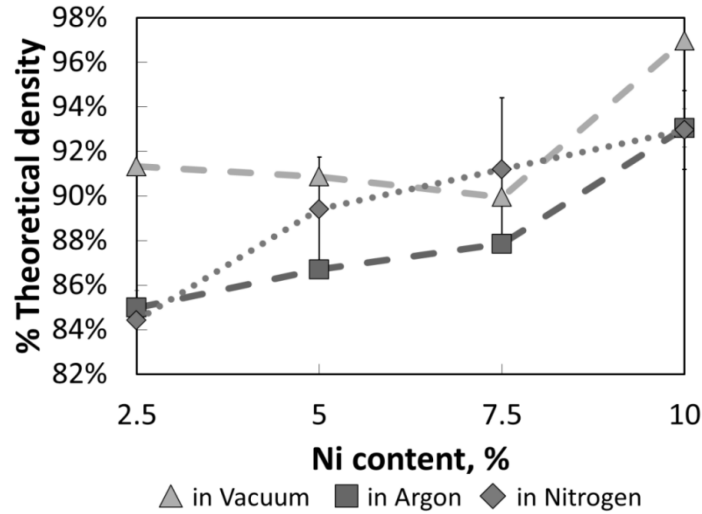 98%
96%
94%
92%
90%
88%
86%
84%
82%
% Theoretical density
2.5 5 7.5 10
Ni content, %
in Vacuum in Argon in Nitrogen